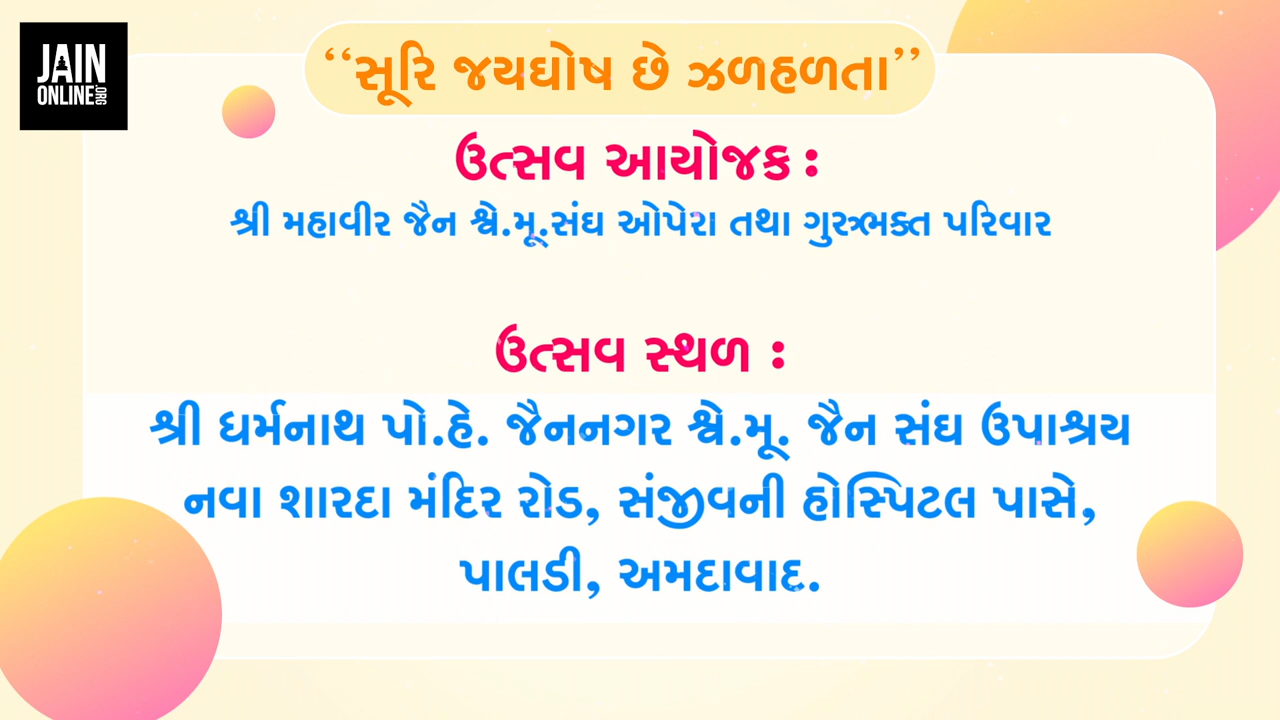 JAIN
ONLINE.ORG
‘‘સૂરિ જયઘોષ છે ઝળહળતા’’
ઉત્સવ આયોજક :
શ્રી મહાવીર જૈન શ્વે.મૂ.સંઘ ઓપેરા તથા ગુરુભક્ત પરિવાર
ઉત્સવ સ્થળ :
શ્રી ધર્મનાથ પો.હે. જૈનનગર શ્વે.મૂ. જૈન સંઘ ઉપાશ્રય
નવા શારદા મંદિર રોડ, સંજીવની હોસ્પિટલ પાસે,
પાલડી, અમદાવાદ.